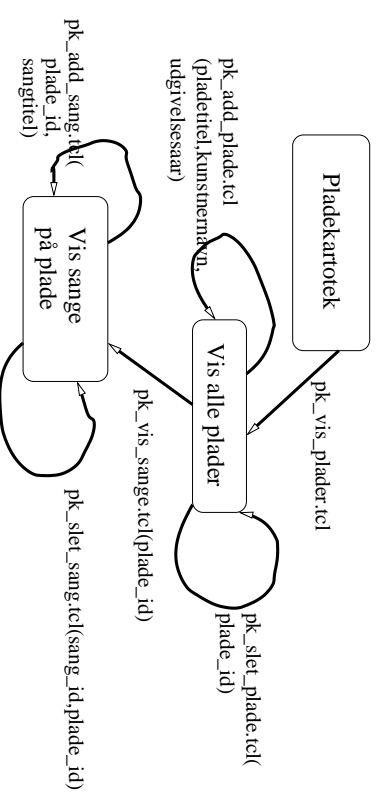 Pladekartotek
pk_vis_plader.tcl
pk_add_plade.tcl
(pladetitel,kunstnernavn,
udgivelsesaar)
Vis alle plader
pk_slet_plade.tcl(
plade_id)
pk_vis_sange.tcl(plade_id)
pk_add_sang.tcl(
plade_id,
sangtitel)
Vis sange
på plade
pk_slet_sang.tcl(sang_id,plade_id)